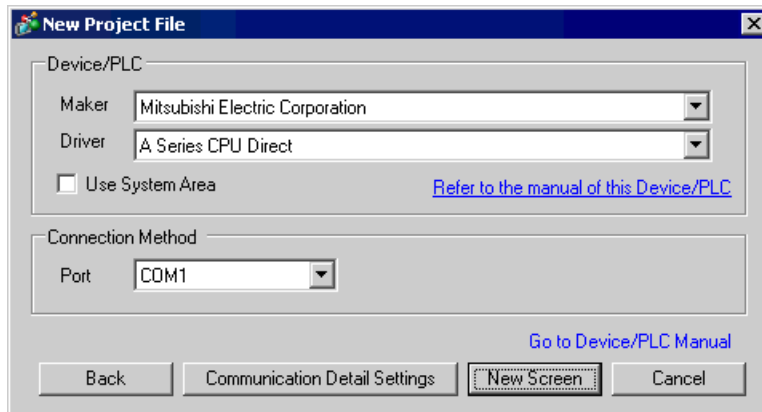 New Project File
Device/PLC
Maker Mitsubishi Electric Corporation
Driver A Series CPU Direct
Use System Area Refer to the manual of this Device/PLC
Connection Method
Port COM1
Go to Device/PLC Manual
Back Communication Detail Settings New Screen Cancel